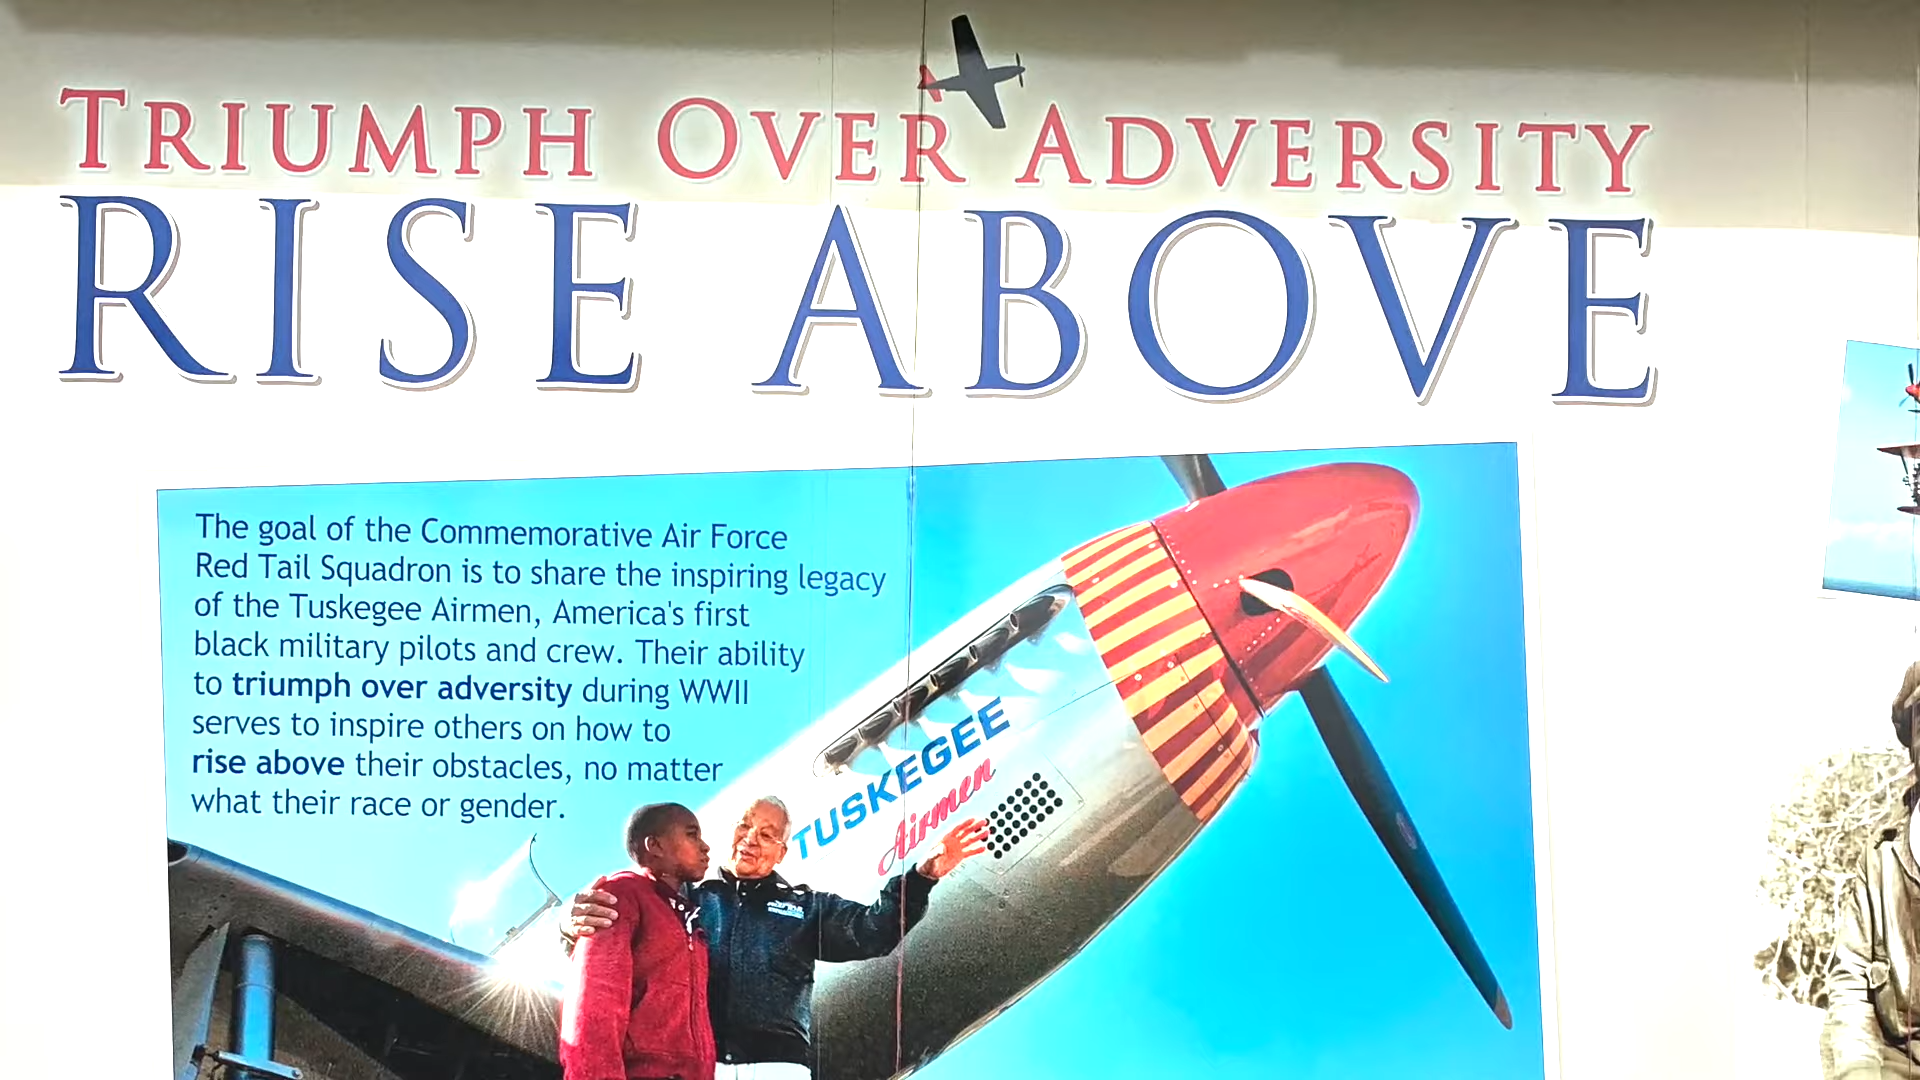 TRIUMPH OVER ADVERSITY
RISE ABOVE
The goal of the Commemorative Air Force
Red Tail Squadron is to share the inspiring legacy
of the Tuskegee Airmen, America's first
black military pilots and crew. Their ability
to triumph over adversity during WWII
serves to inspire others on how to
rise above their obstacles, no matter
what their race or gender.
TUSKEGEE
Airmen